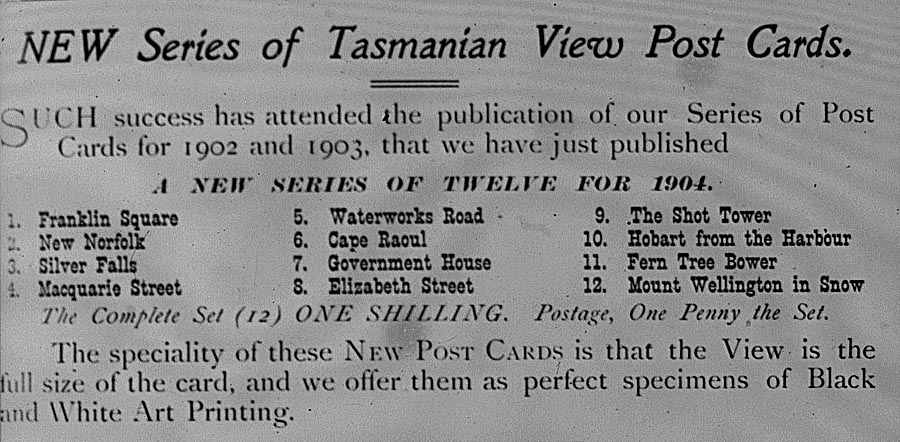 NEW Series of Tasmanian View Post Cards.
SUCH success has attended the publication of our Series of Post
Cards for 1902 and 1903, that we have just published
A NEW SERIES OF TWELVE FOR 1904.
1. Franklin Square 5. Waterworks Road 9. The Shot Tower
2. New Norfolk 6. Cape Raoul 10. Hobart from the Harbour
3. Silver Falls 7. Government House 11. Fern Tree Bower
4. Macquarie Street 8. Elizabeth Street 12. Mount Wellington in Snow
The Complete Set (12) ONE SHILLING. Postage, One Penny the Set.
The speciality of these NEW POST CARDS is that the View is the
full size of the card, and we offer them as perfect specimens of Black
and White Art Printing.